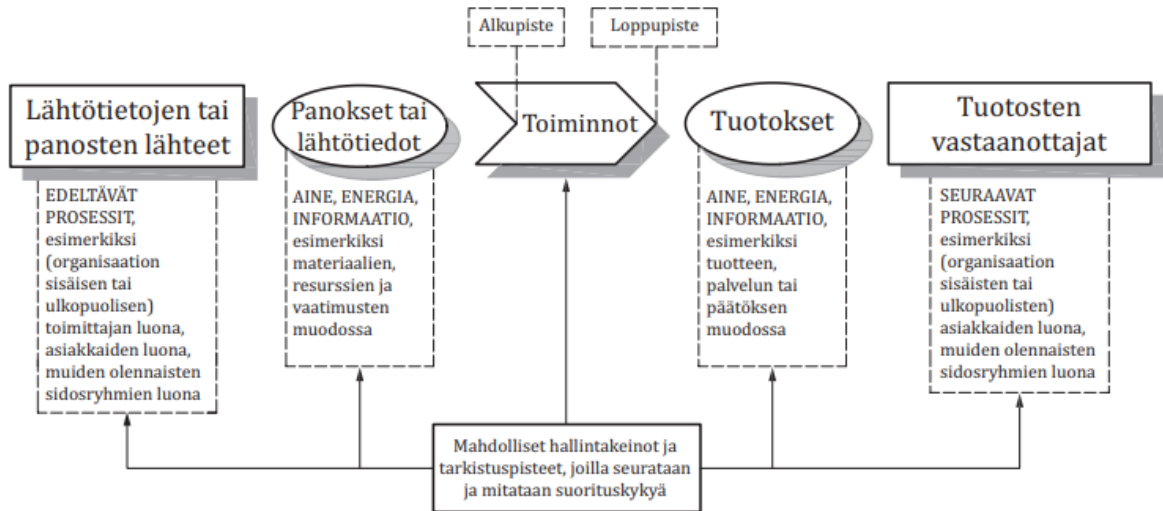 Alkupiste
Loppupiste
Lähtötietojen tai
panosten lähteet
Panokset tai
lähtötiedot
Toiminnot
Tuotokset
Tuotosten
vastaanottajat
EDELTÄVÄT
PROSESSIT,
esimerkiksi
(organisaation
sisäisen tai
ulkopuolisen)
toimittajan luona,
asiakkaiden luona,
muiden olennaisten
sidosryhmien luona
AINE, ENERGIA,
INFORMAATIO,
esimerkiksi
materiaalien,
resurssien ja
vaatimusten
muodossa
AINE, ENERGIA,
INFORMAATIO,
esimerkiksi
tuotteen,
palvelun tai
päätöksen
muodossa
SEURAAVAT
PROSESSIT,
esimerkiksi
(organisaation
sisäisten tai
ulkopuolisten)
asiakkaiden luona,
muiden olennaisten
sidosryhmien luona
Mahdolliset hallintakeinot ja
tarkistuspisteet, joilla seurataan
ja mitataan suorituskykyä